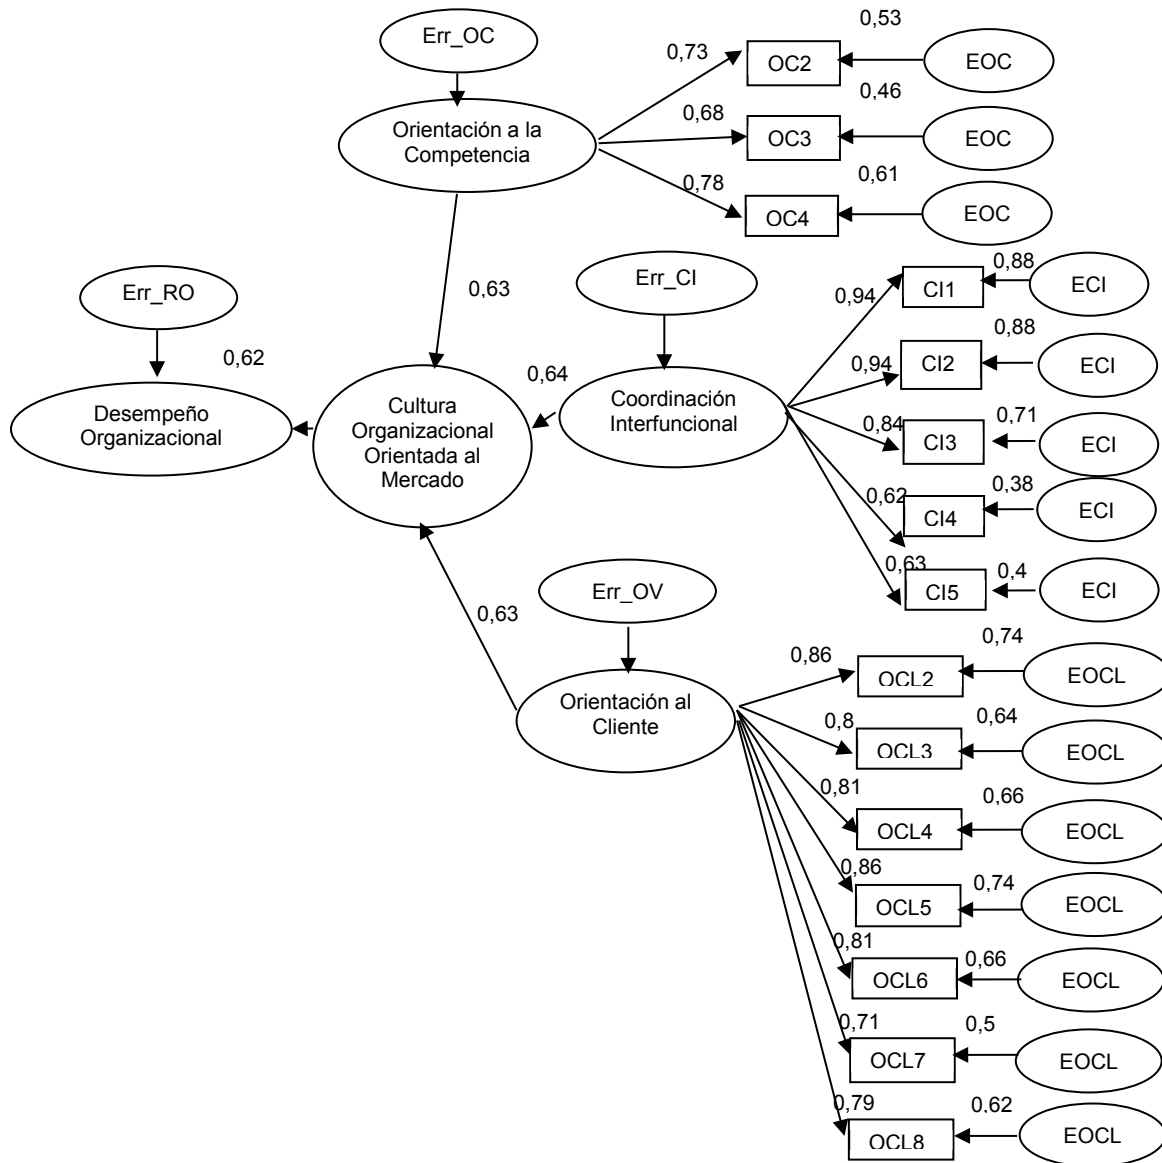 Err_OC
0,53
0,73
OC2
EOC
0,46
Orientación a la
Competencia
0,68
OC3
EOC
0,61
0,78
OC4
EOC
Err_RO
0,63
Err_CI
0,88
0,94
CI1
ECI
0,88
0,62
0,64
0,94
CI2
ECI
Desempeño
Organizacional
Cultura
Organizacional
Orientada al
Mercado
Coordinación
Interfuncional
0,71
0,84
CI3
ECI
0,38
0,62
CI4
ECI
0,4
0,63
CI5
ECI
Err_OV
0,63
0,74
0,86
OCL2
EOCL
Orientación al
Cliente
0,64
0,8
OCL3
EOCL
0,66
0,81
OCL4
EOCL
0,74
0,86
OCL5
EOCL
0,66
0,81
OCL6
EOCL
0,5
0,71
OCL7
EOCL
0,62
0,79
OCL8
EOCL